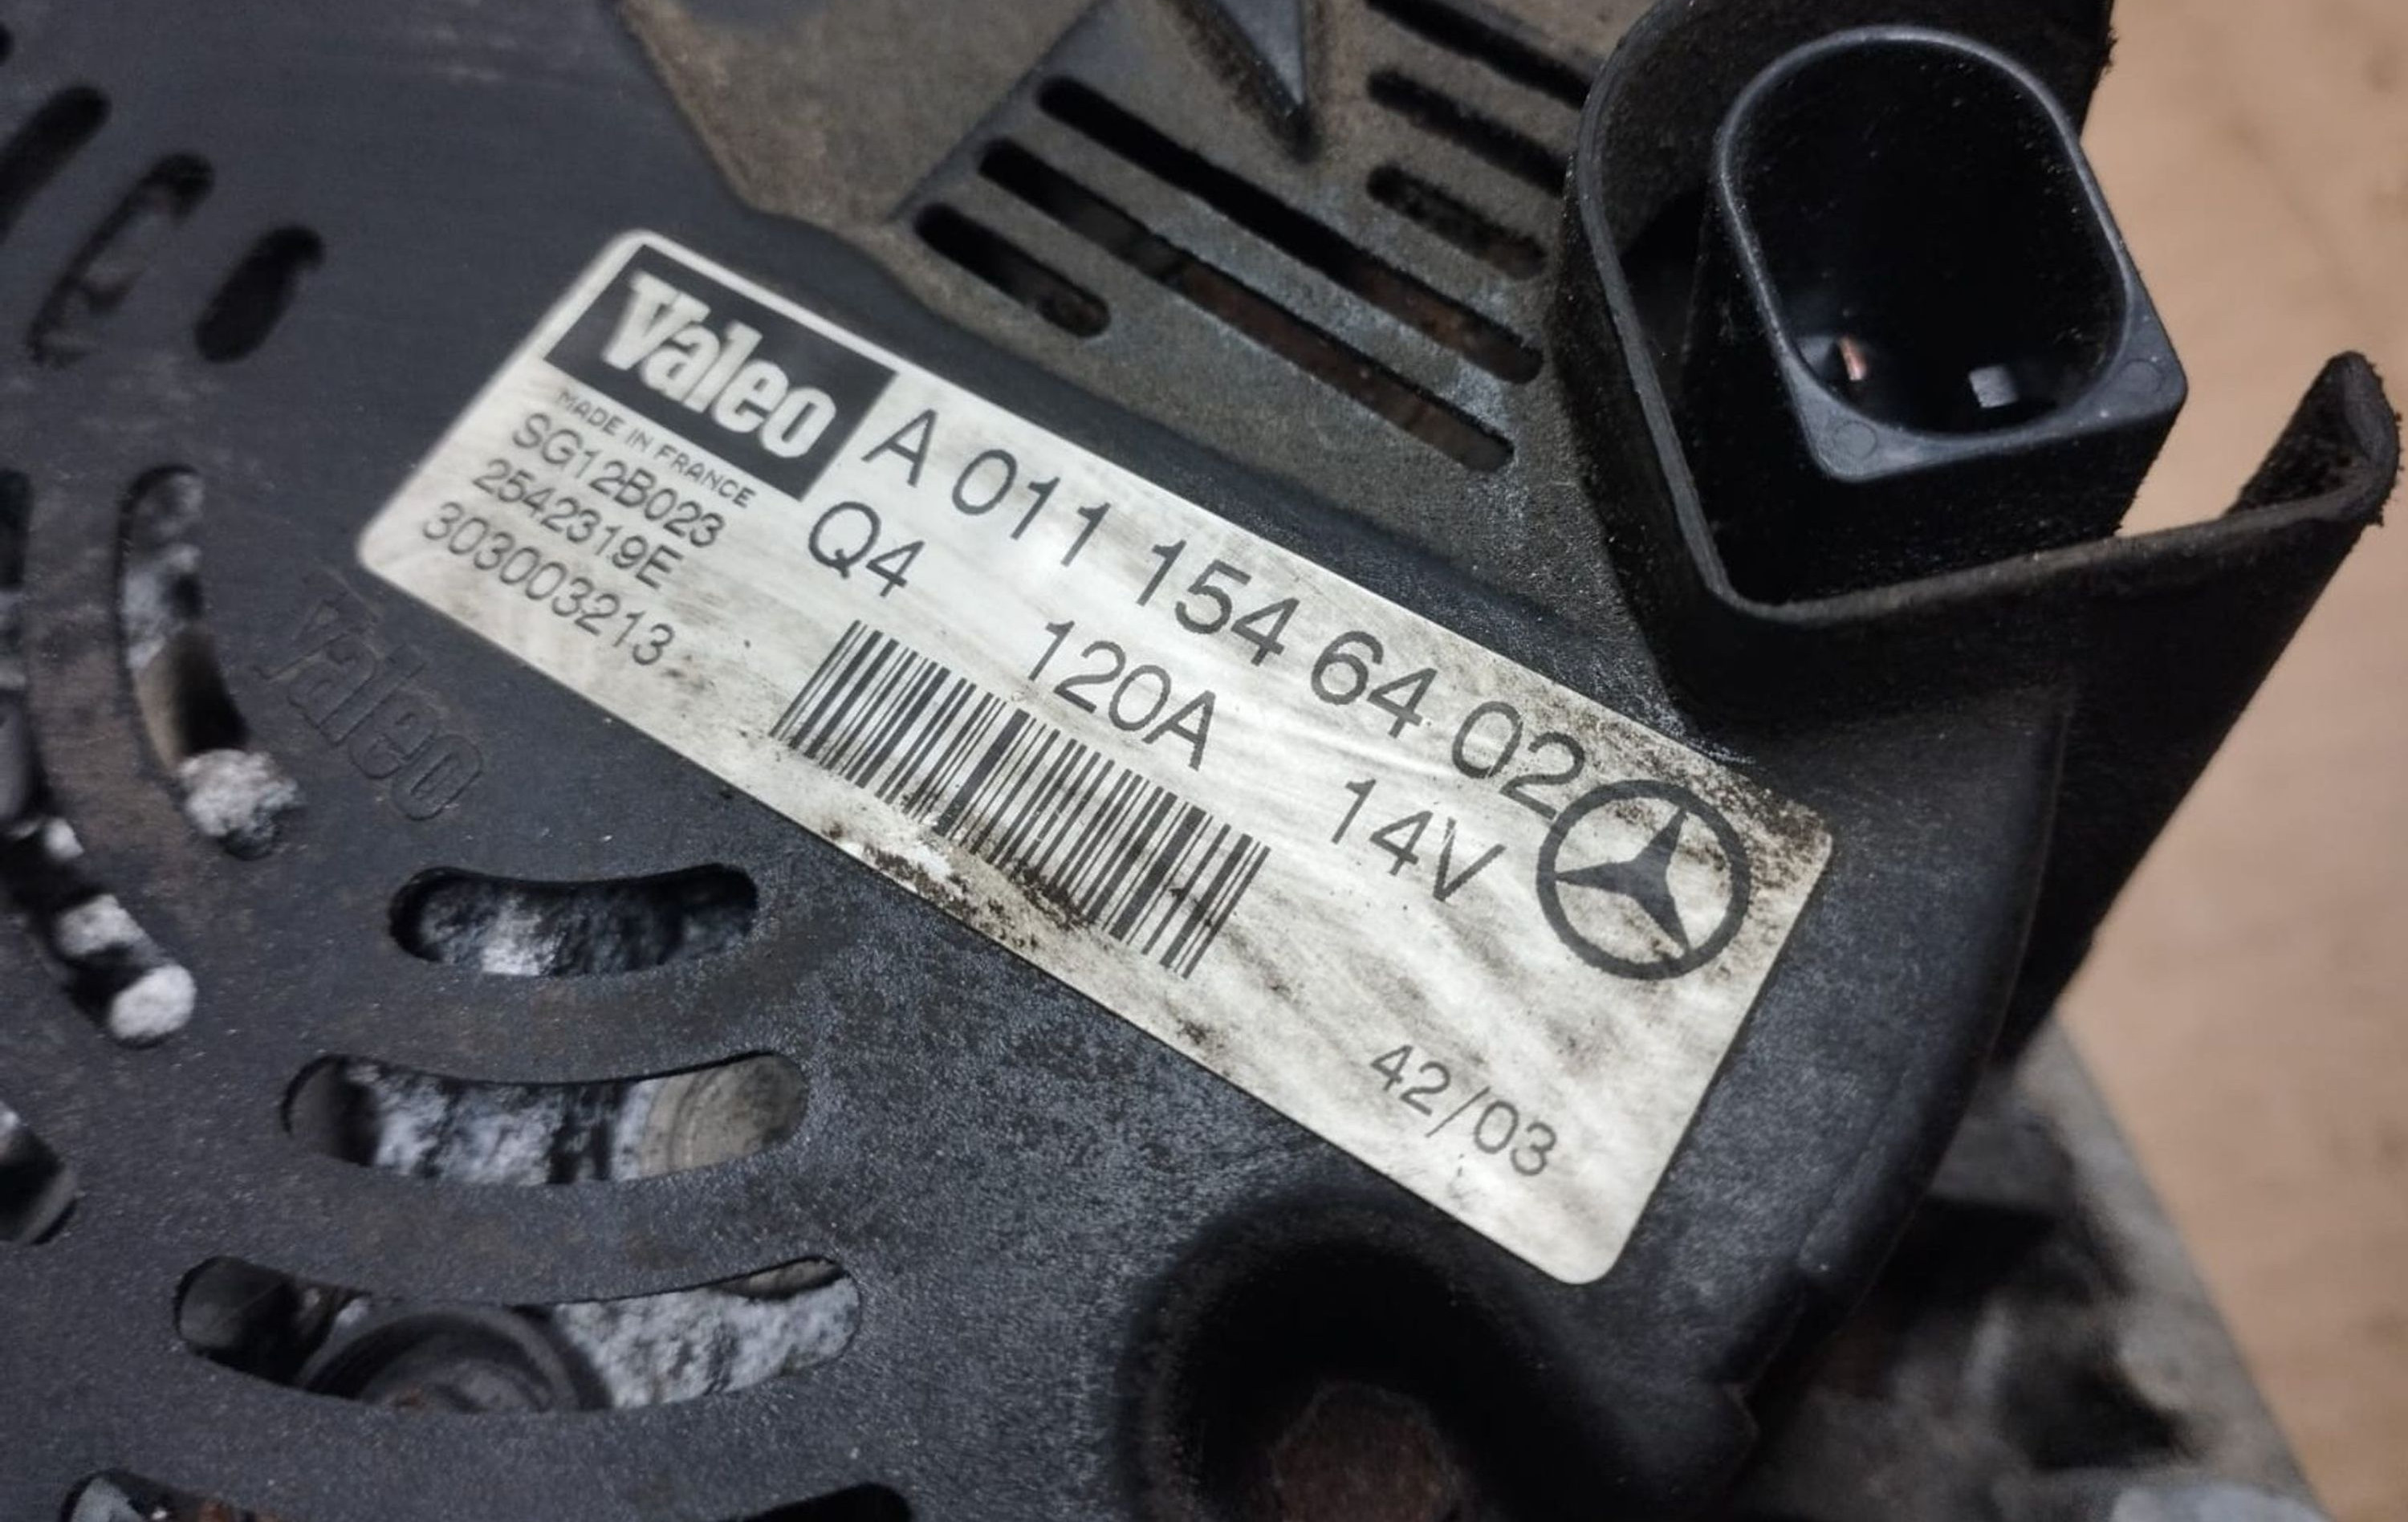 Valeo
MADE IN FRANCE
SG12B023
2542319E
303003213
A 011 154 64 02
Q4 120A 14V
42/03
Valeo